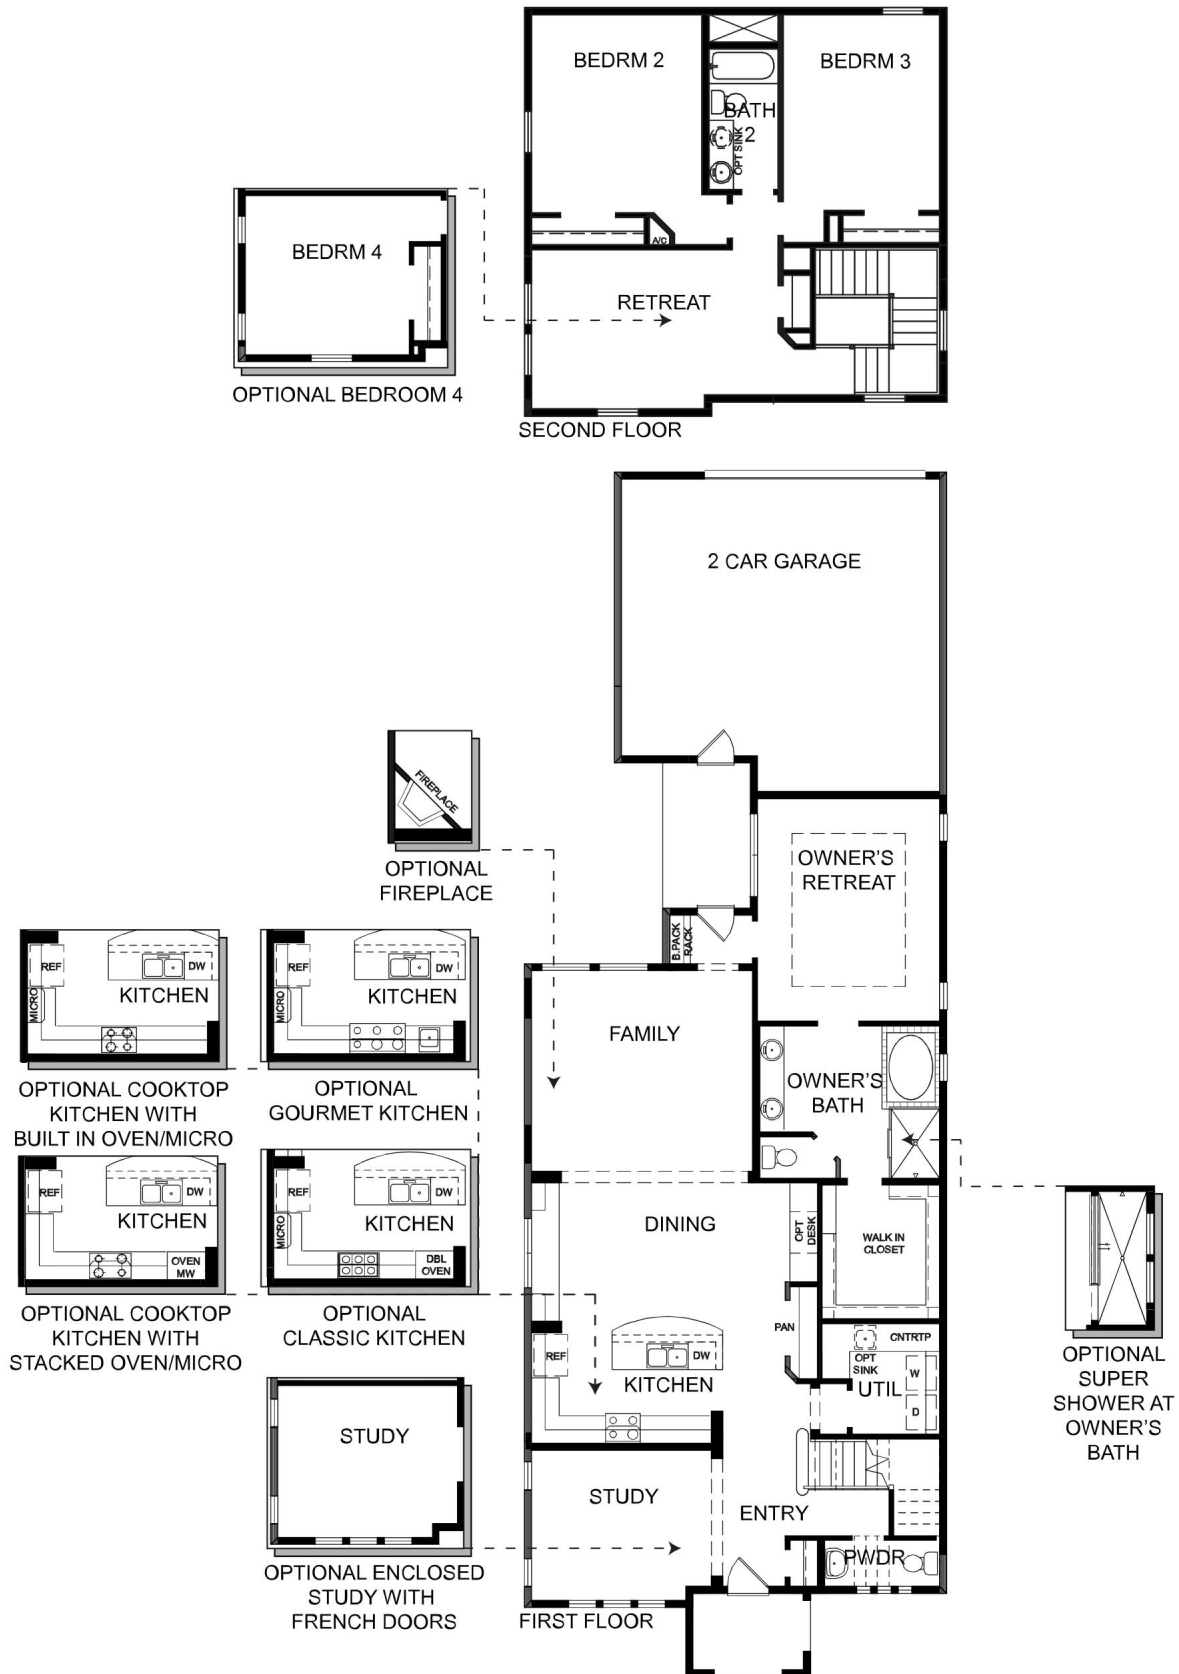 BEDRM 2
BEDRM 3
BATH
2
OPT SINK
A/C
RETREAT
BEDRM 4
OPTIONAL BEDROOM 4
SECOND FLOOR
2 CAR GARAGE
FIREPLACE
OPTIONAL
FIREPLACE
OWNER'S
RETREAT
B.PACK
RACK
REF
DW
KITCHEN
MICRO
OPTIONAL COOKTOP
KITCHEN WITH
BUILT IN OVEN/MICRO
REF
DW
KITCHEN
MICRO
OPTIONAL
GOURMET KITCHEN
FAMILY
OWNER'S
BATH
REF
DW
KITCHEN
OVEN
MW
OPTIONAL COOKTOP
KITCHEN WITH
STACKED OVEN/MICRO
REF
DW
KITCHEN
MICRO
DBL
OVEN
OPTIONAL
CLASSIC KITCHEN
DINING
OPT
DESK
WALK IN
CLOSET
OPTIONAL
SUPER
SHOWER AT
OWNER'S
BATH
PAN
REF
DW
KITCHEN
CNTRTP
OPT
SINK
W
UTIL
D
STUDY
OPTIONAL ENCLOSED
STUDY WITH
FRENCH DOORS
STUDY
ENTRY
PWDR
FIRST FLOOR